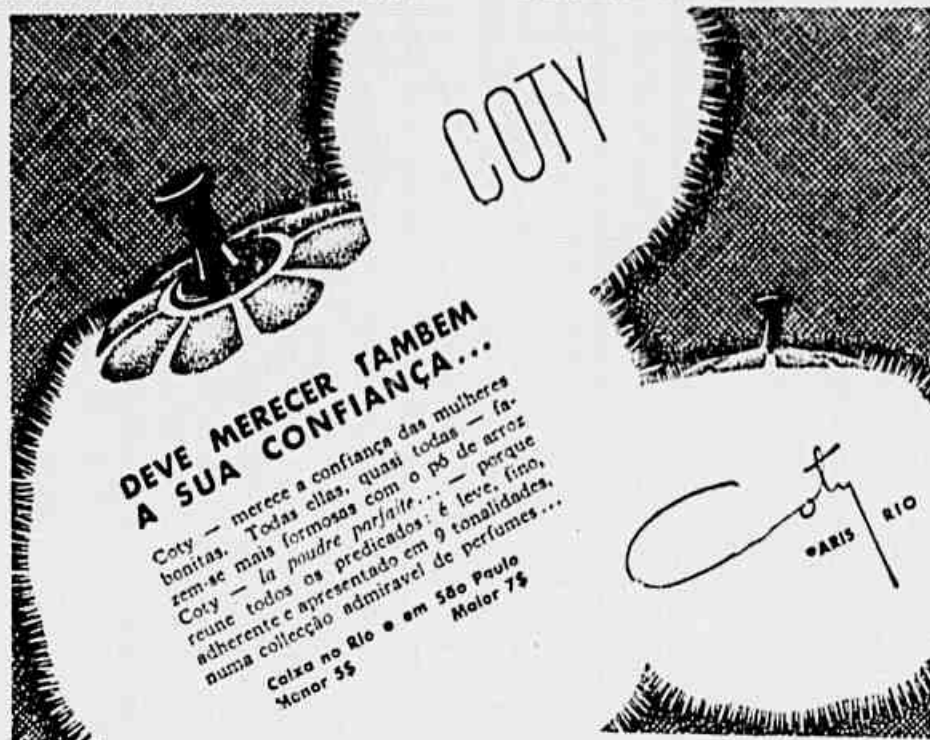 COTY
DEVE MERECER TAMBEM
A SUA CONFIANÇA...
Coty — merece a confiança das mulheres
bonitas. Todas ellas, quasi todas — fa-
zem-se mais formosas com o pó de arroz
Coty — la poudre parfaite... — porque
reune todos os predicados: é leve, fino,
adherente e apresentado em 9 tonalidades,
numa collecção admiravel de perfumes...
Caixa no Rio e em São Paulo
Menor 5$ Maior 7$
Coty
PARIS RIO